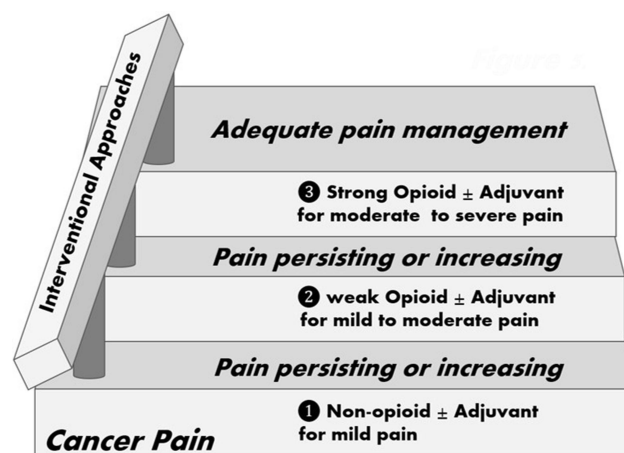 Figure 1.
Interventional Approaches
Adequate pain management
❸ Strong Opioid ± Adjuvant
for moderate to severe pain
Pain persisting or increasing
❷ weak Opioid ± Adjuvant
for mild to moderate pain
Pain persisting or increasing
❶ Non-opioid ± Adjuvant
for mild pain
Cancer Pain